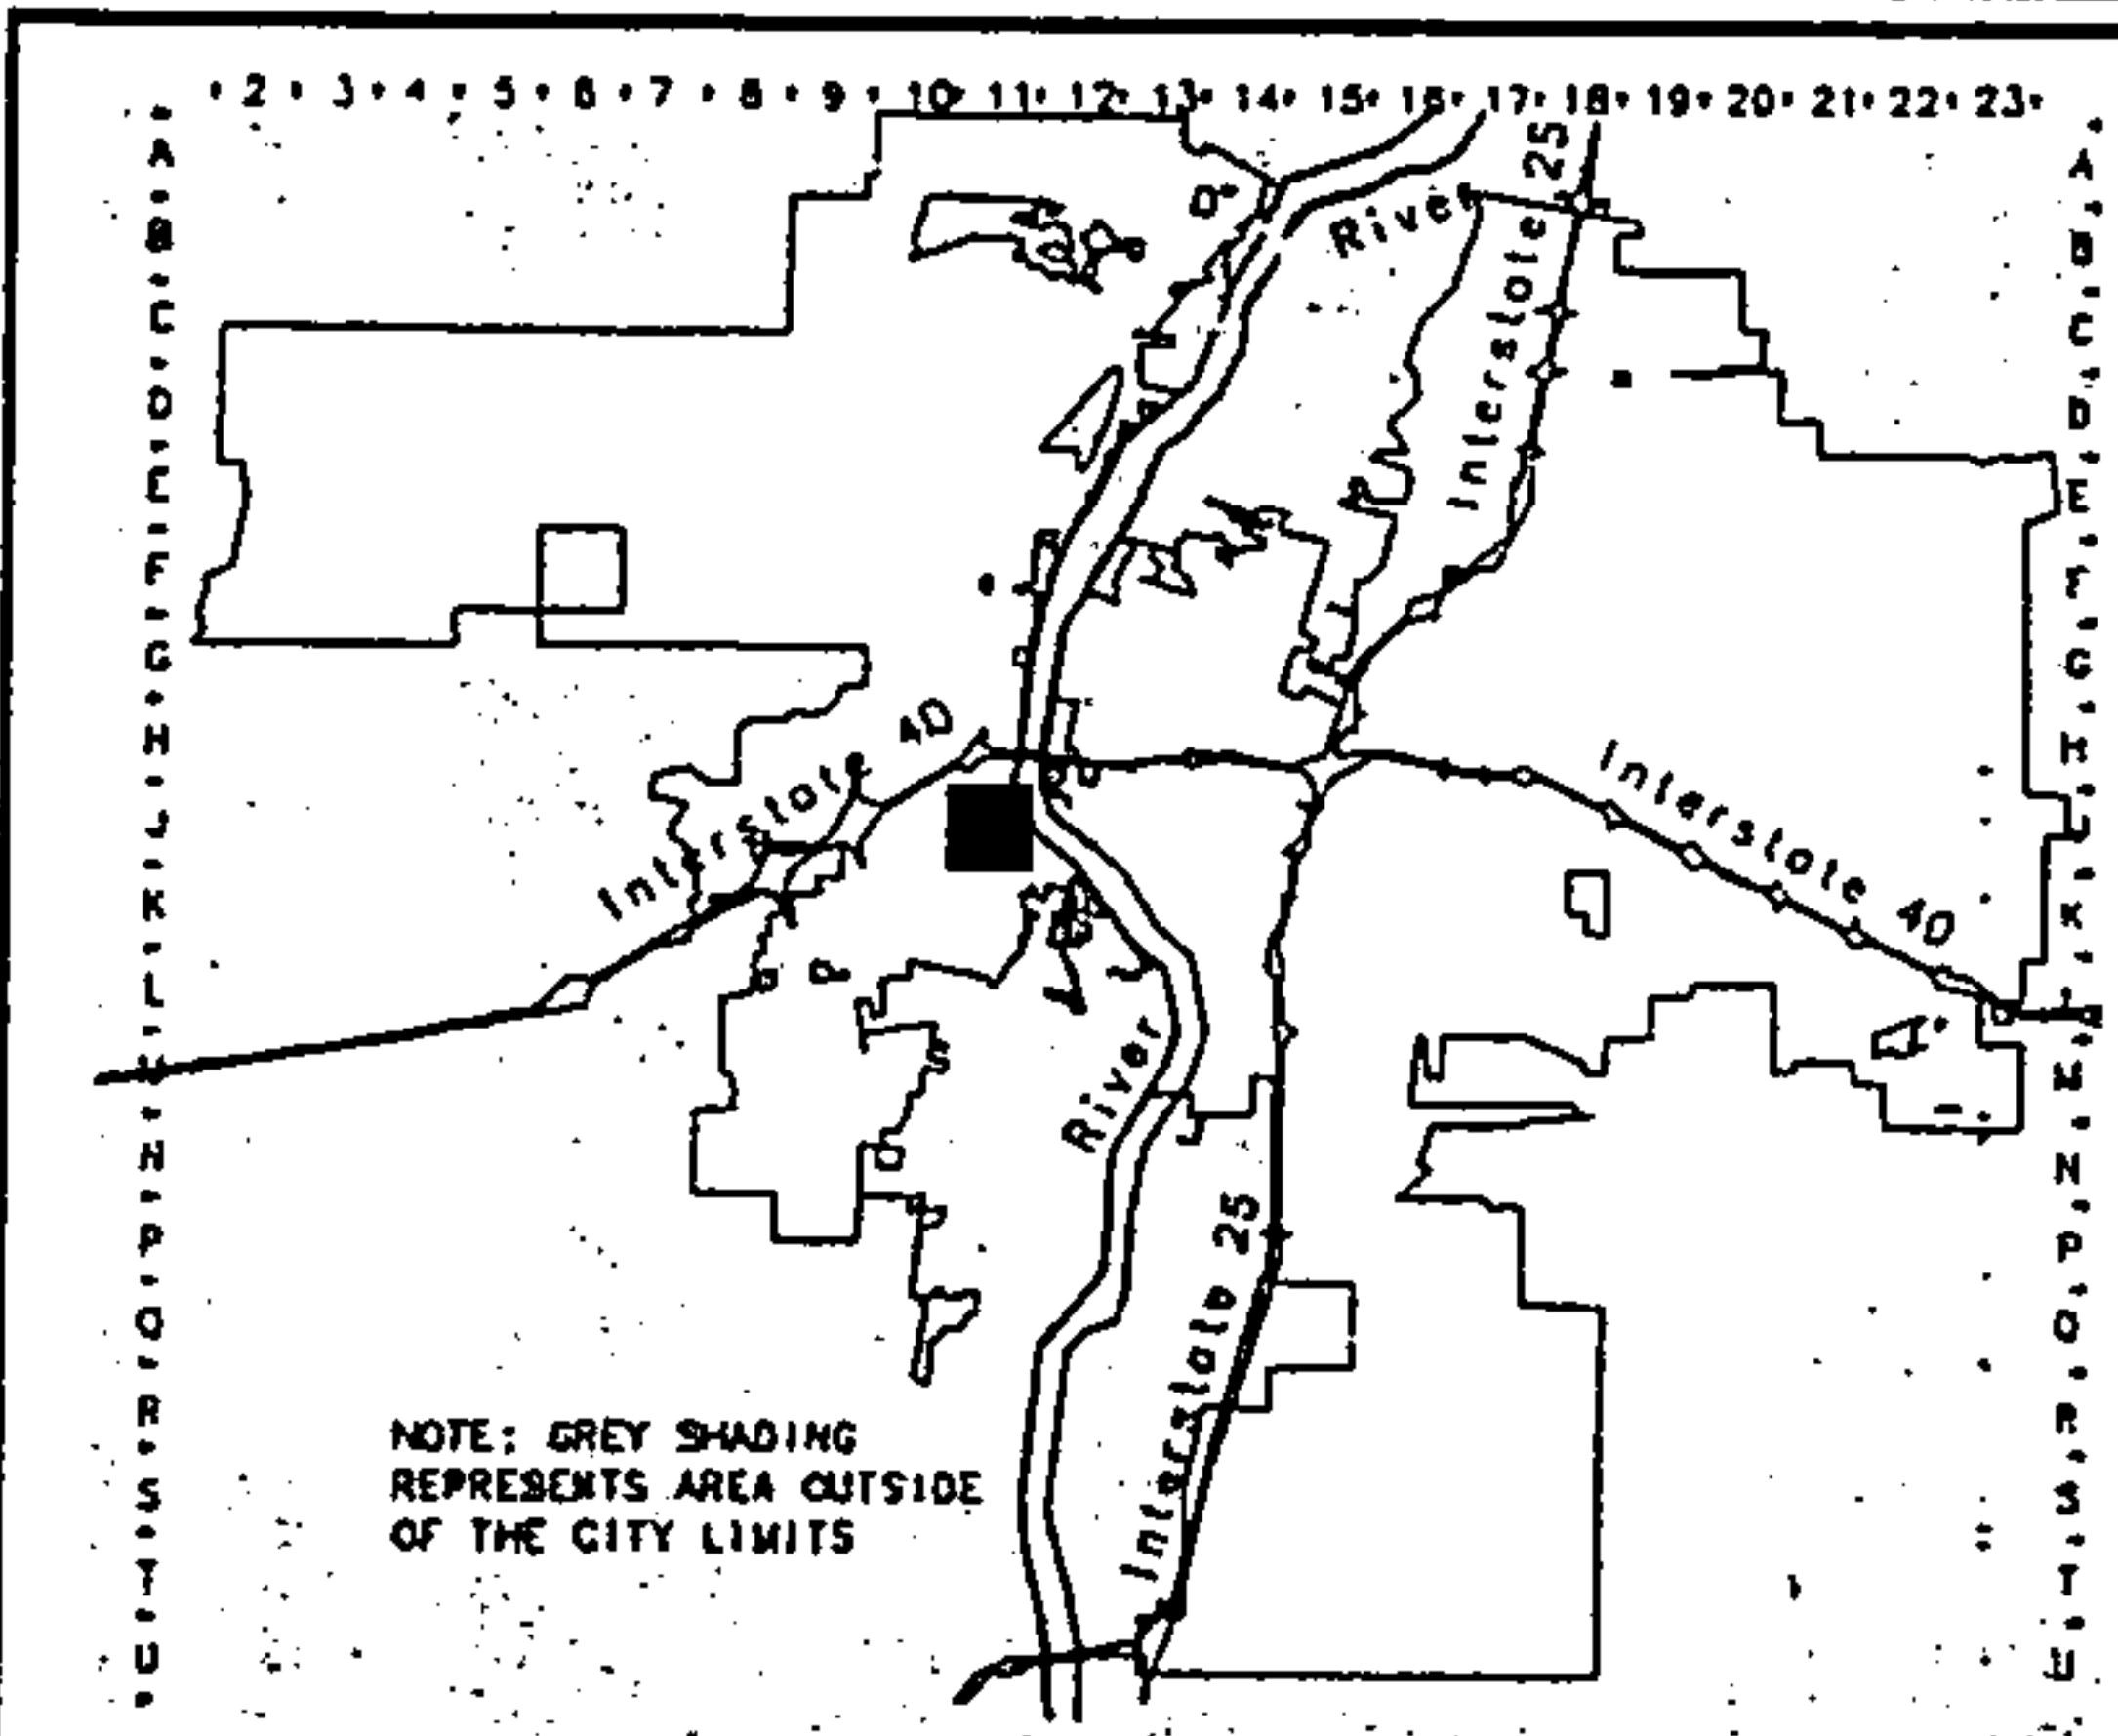 2 3 4 5 6 7 8 9 10 11 12 13 14 15 16 17 18 19 20 21 22 23
A
B
C
D
E
F
G
H
J
K
L
M
N
P
Q
R
S
T
U
A
B
C
D
E
F
G
H
J
K
L
M
N
P
Q
R
S
T
U
River
Interstate 25
Interstate 40
Interstate 40
River
Interstate 25
NOTE: GREY SHADING
REPRESENTS AREA OUTSIDE
OF THE CITY LIMITS